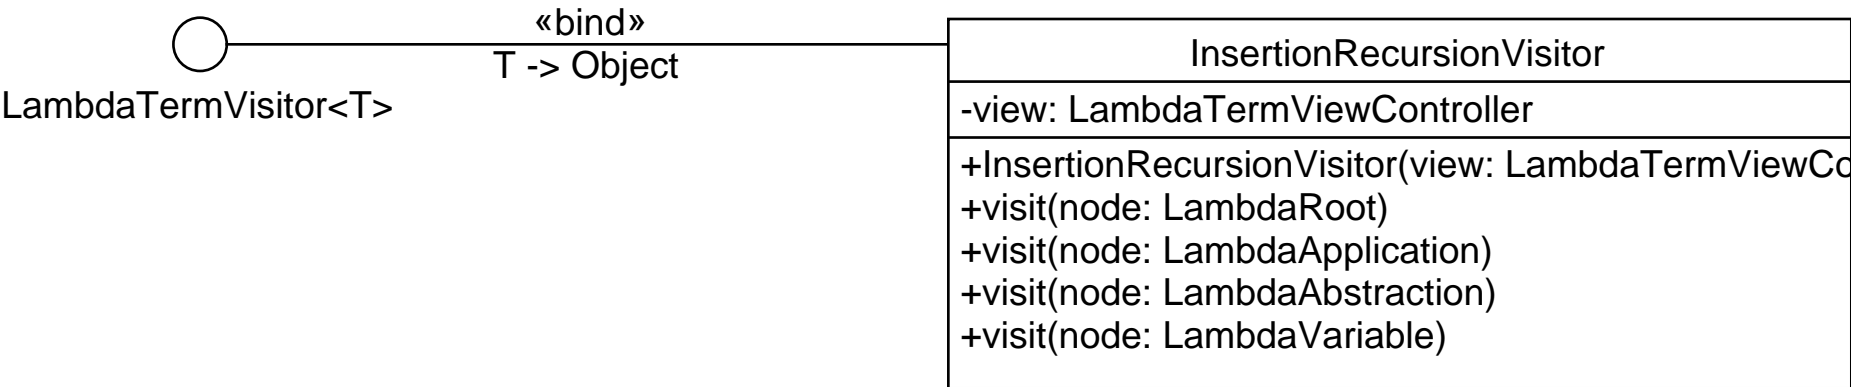 «bind»
T -> Object
LambdaTermVisitor<T>
InsertionRecursionVisitor
-view: LambdaTermViewController
+InsertionRecursionVisitor(view: LambdaTermViewCo
+visit(node: LambdaRoot)
+visit(node: LambdaApplication)
+visit(node: LambdaAbstraction)
+visit(node: LambdaVariable)